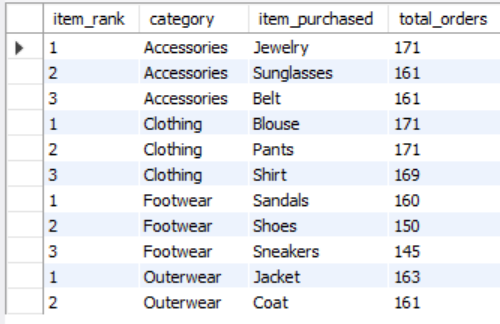 item_rank category item_purchased total_orders
1 Accessories Jewelry 171
2 Accessories Sunglasses 161
3 Accessories Belt 161
1 Clothing Blouse 171
2 Clothing Pants 171
3 Clothing Shirt 169
1 Footwear Sandals 160
2 Footwear Shoes 150
3 Footwear Sneakers 145
1 Outerwear Jacket 163
2 Outerwear Coat 161